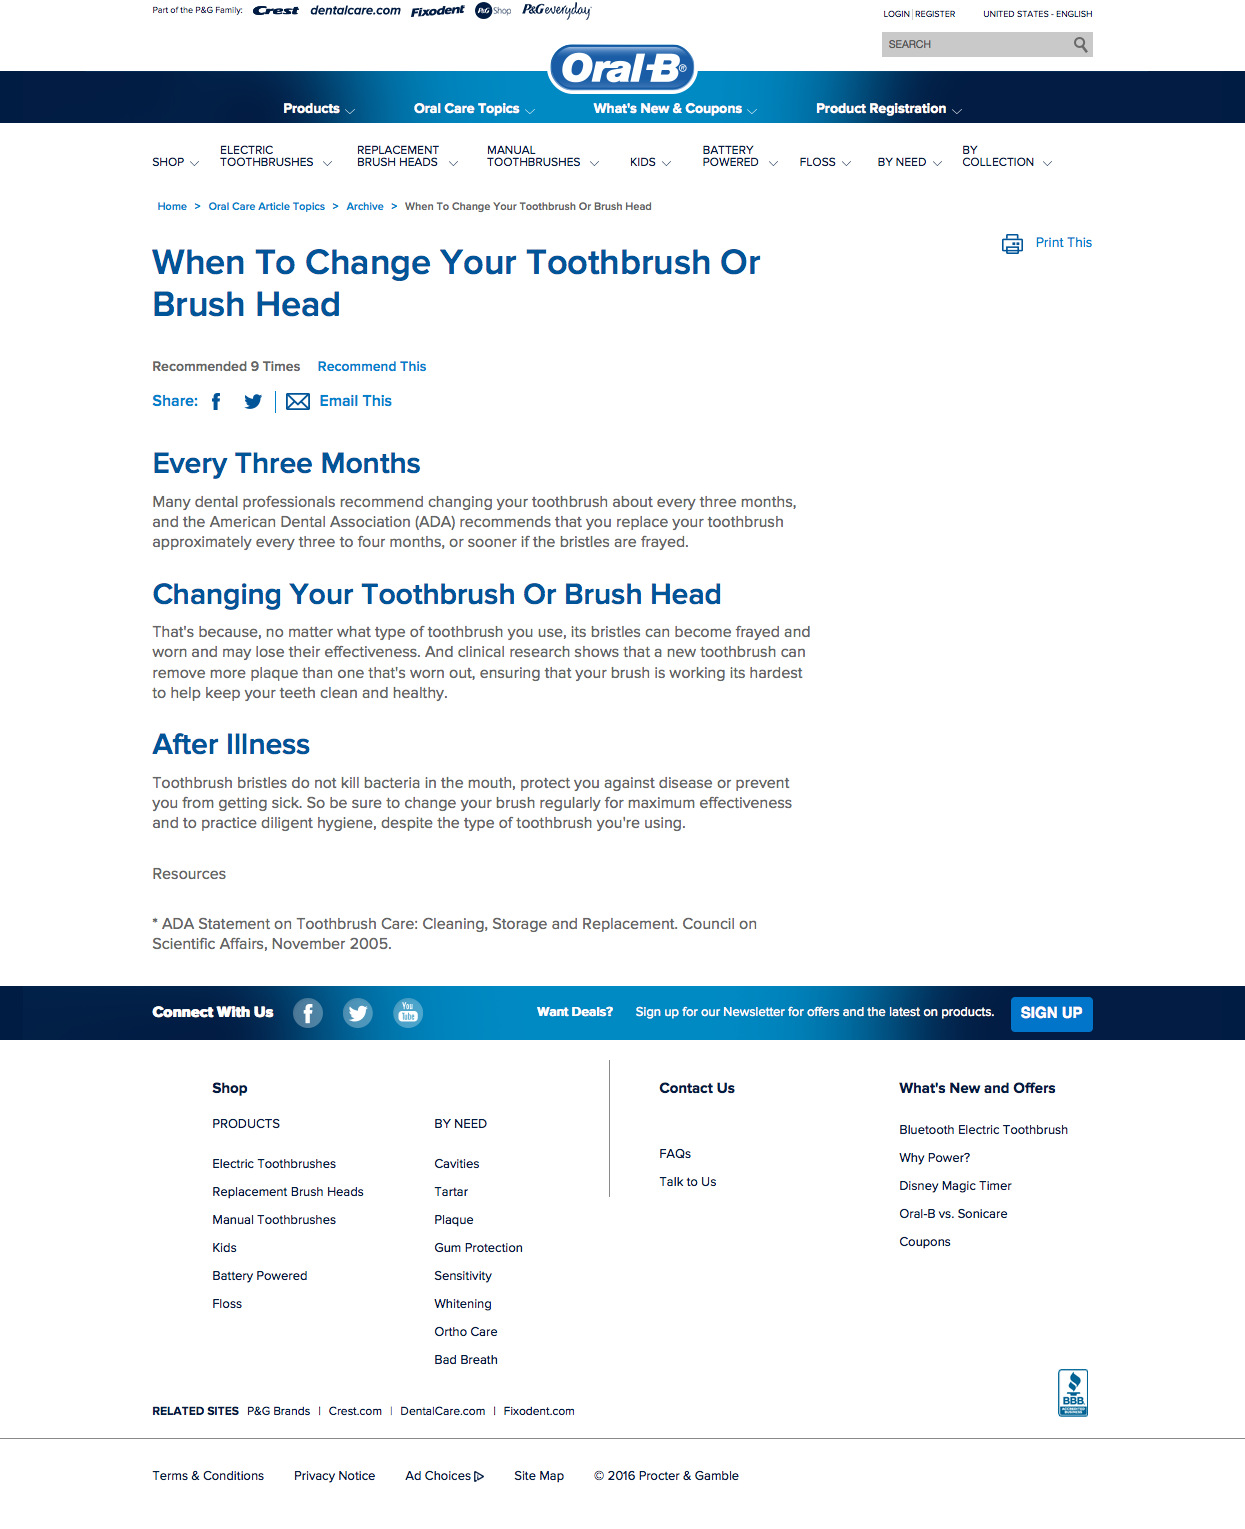 Part of the P&G Family: Crest dentalcare.com Fixodent P&G Shop P&G everyday
LOGIN | REGISTER UNITED STATES - ENGLISH
SEARCH
Oral-B®
Products Oral Care Topics What's New & Coupons Product Registration
SHOP ELECTRIC TOOTHBRUSHES REPLACEMENT BRUSH HEADS MANUAL TOOTHBRUSHES KIDS BATTERY POWERED FLOSS BY NEED BY COLLECTION
Home > Oral Care Article Topics > Archive > When To Change Your Toothbrush Or Brush Head
Print This
When To Change Your Toothbrush Or
Brush Head
Recommended 9 Times Recommend This
Share: Email This
Every Three Months
Many dental professionals recommend changing your toothbrush about every three months,
and the American Dental Association (ADA) recommends that you replace your toothbrush
approximately every three to four months, or sooner if the bristles are frayed.
Changing Your Toothbrush Or Brush Head
That's because, no matter what type of toothbrush you use, its bristles can become frayed and
worn and may lose their effectiveness. And clinical research shows that a new toothbrush can
remove more plaque than one that's worn out, ensuring that your brush is working its hardest
to help keep your teeth clean and healthy.
After Illness
Toothbrush bristles do not kill bacteria in the mouth, protect you against disease or prevent
you from getting sick. So be sure to change your brush regularly for maximum effectiveness
and to practice diligent hygiene, despite the type of toothbrush you're using.
Resources
* ADA Statement on Toothbrush Care: Cleaning, Storage and Replacement. Council on
Scientific Affairs, November 2005.
Connect With Us You Tube Want Deals? Sign up for our Newsletter for offers and the latest on products. SIGN UP
Shop
PRODUCTS
Electric Toothbrushes
Replacement Brush Heads
Manual Toothbrushes
Kids
Battery Powered
Floss
BY NEED
Cavities
Tartar
Plaque
Gum Protection
Sensitivity
Whitening
Ortho Care
Bad Breath
Contact Us
FAQs
Talk to Us
What's New and Offers
Bluetooth Electric Toothbrush
Why Power?
Disney Magic Timer
Oral-B vs. Sonicare
Coupons
BBB
ACCREDITED
BUSINESS
RELATED SITES P&G Brands | Crest.com | DentalCare.com | Fixodent.com
Terms & Conditions Privacy Notice Ad Choices Site Map © 2016 Procter & Gamble